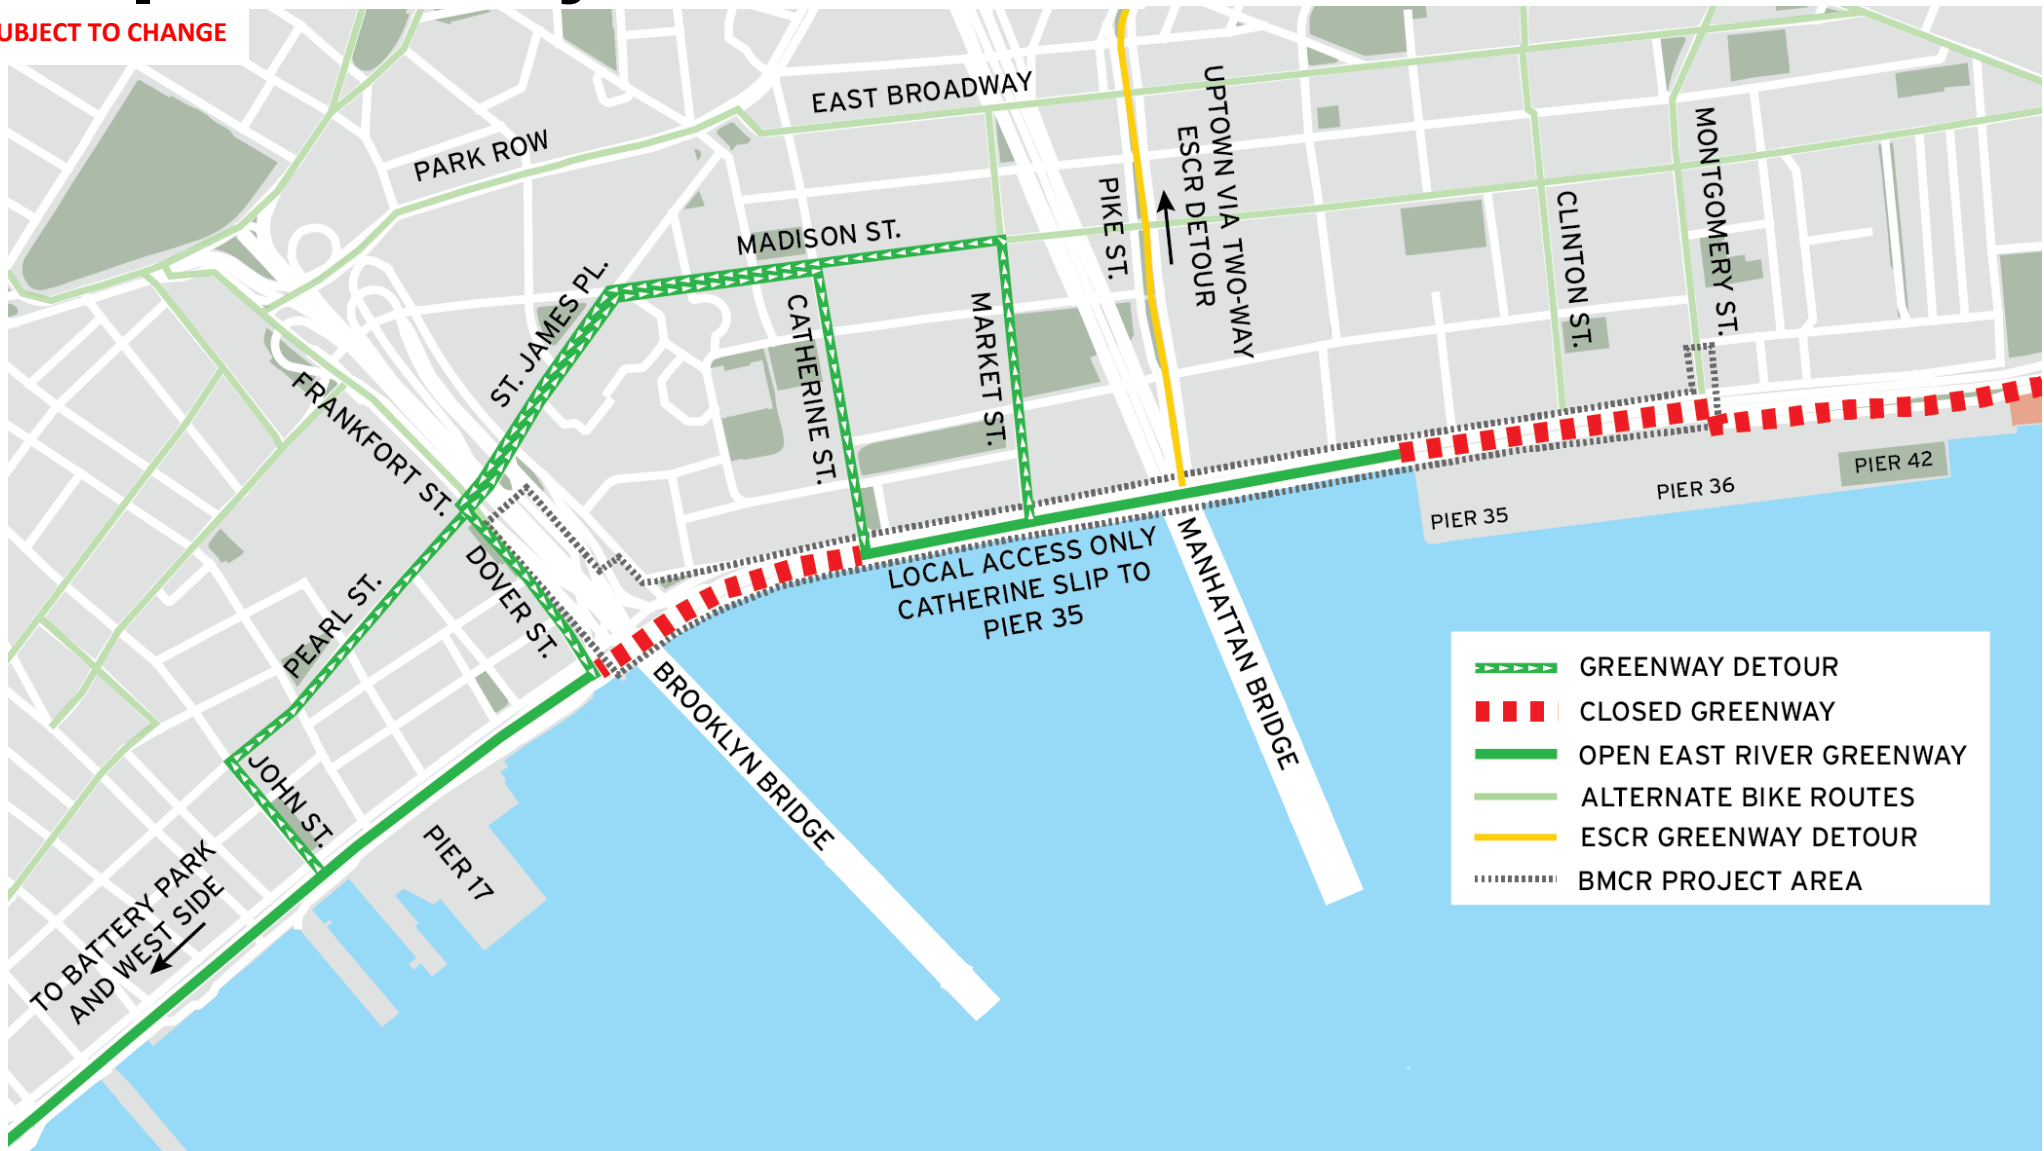 UBJECT TO CHANGE
EAST BROADWAY
PARK ROW
UPTOWN VIA TWO-WAY
ESCR DETOUR
PIKE ST.
MONTGOMERY ST.
CLINTON ST.
MADISON ST.
ST. JAMES PL.
CATHERINE ST.
MARKET ST.
FRANKFORT ST.
DOVER ST.
PEARL ST.
JOHN ST.
TO BATTERY PARK
AND WEST SIDE
PIER 17
BROOKLYN BRIDGE
LOCAL ACCESS ONLY
CATHERINE SLIP TO
PIER 35
MANHATTAN BRIDGE
PIER 35
PIER 36
PIER 42
GREENWAY DETOUR
CLOSED GREENWAY
OPEN EAST RIVER GREENWAY
ALTERNATE BIKE ROUTES
ESCR GREENWAY DETOUR
BMCR PROJECT AREA